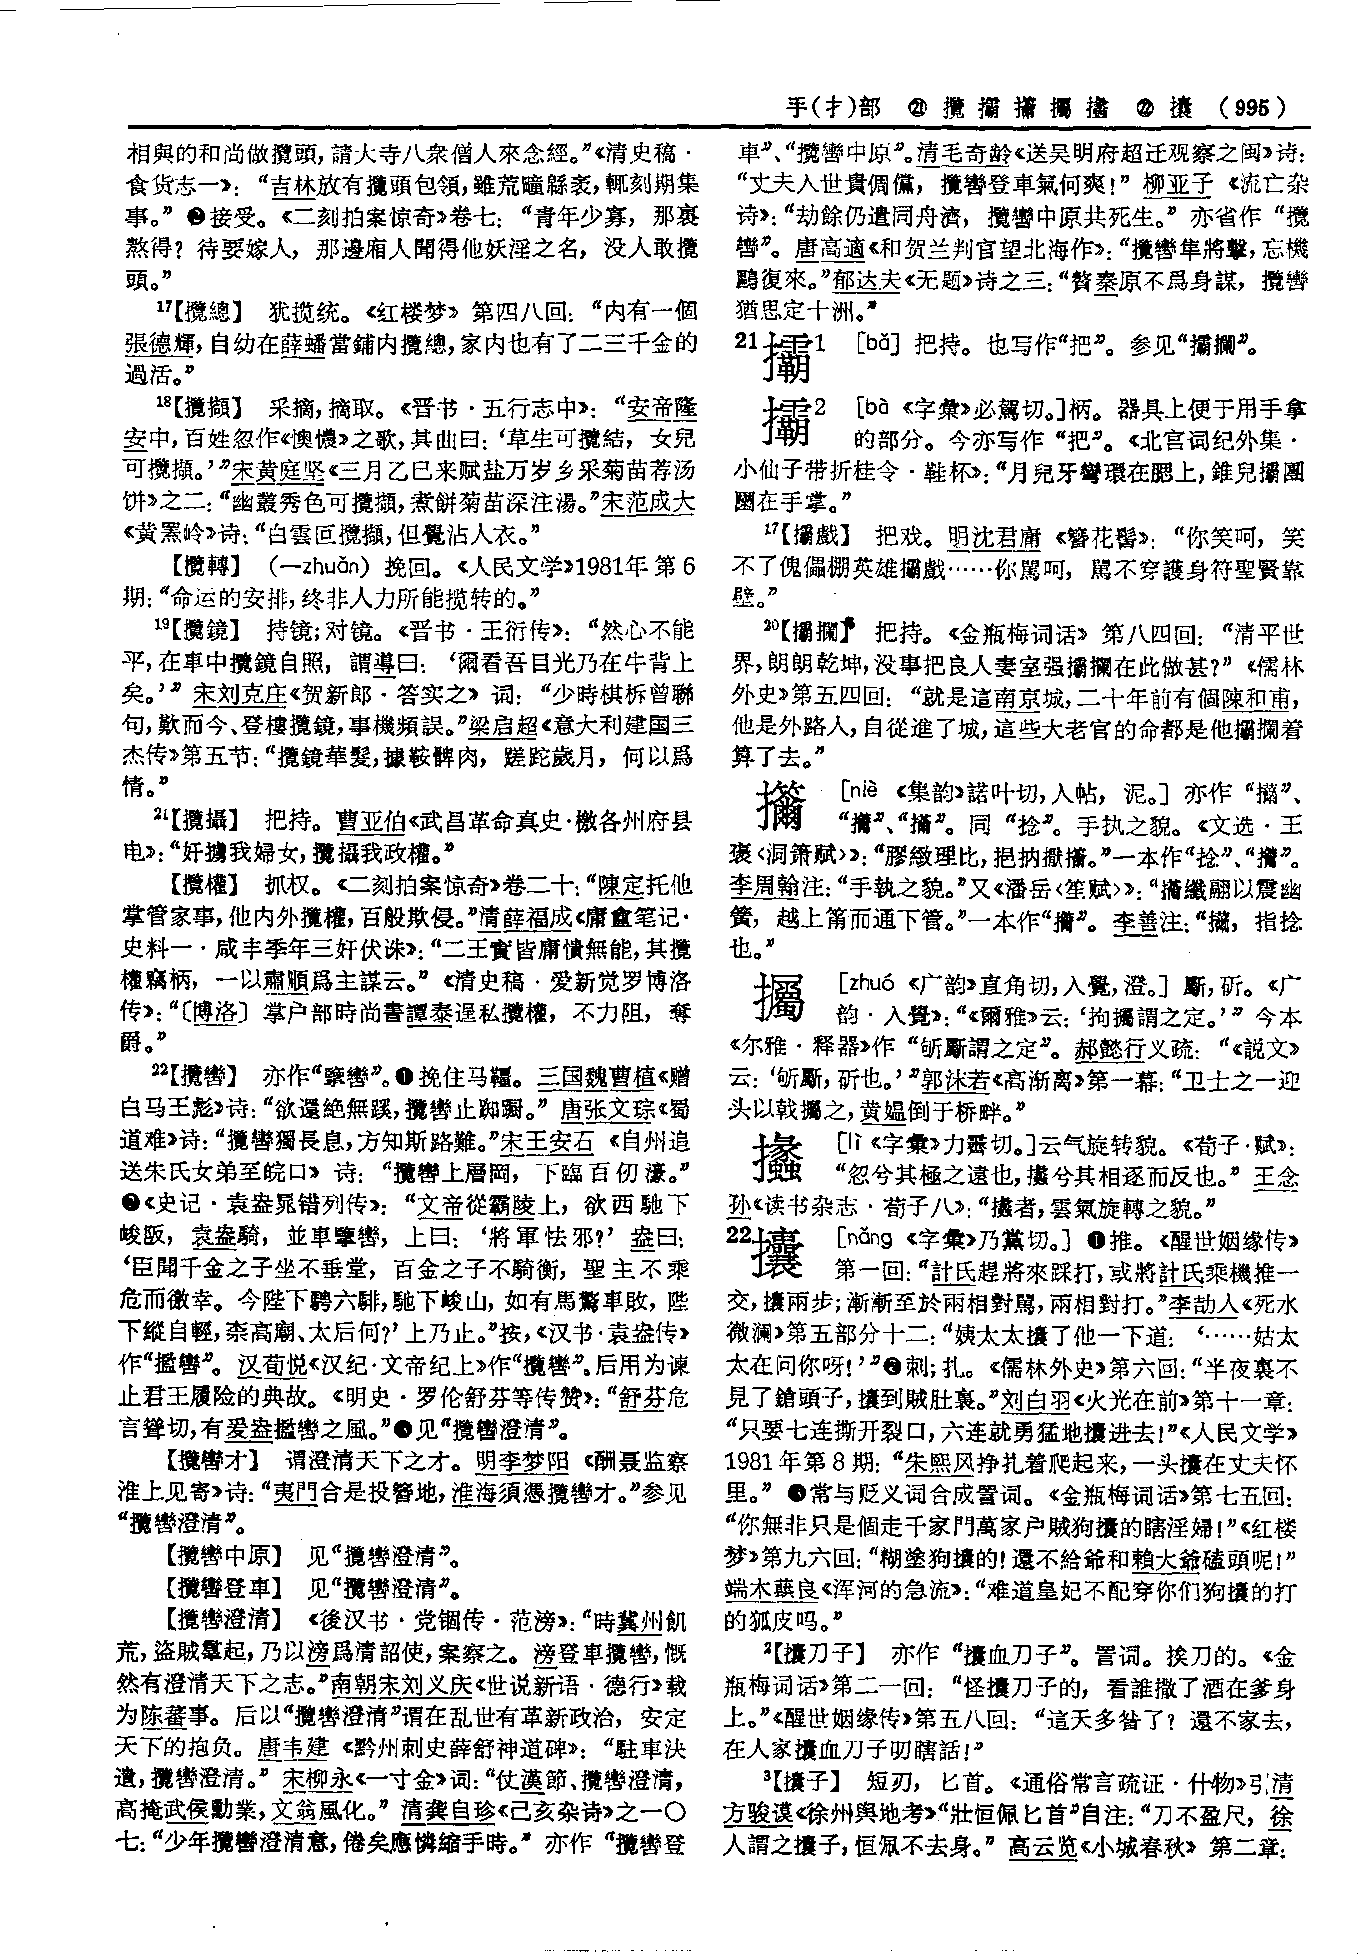 手(扌)部 ㉑ 攬 㔜 攬 㩁 㩻 ㉒ 攮 (995)
相與的和尚做攬頭,請大寺八衆僧人來念經。”《清史稿·
食货志一》:“吉林放有攬頭包領,雖荒曠縣袤,輒刻期集
事。”❷接受。《二刻拍案惊奇》卷七:“青年少寡,那裏
熬得?待要嫁人,那邊廂人聞得他妖淫之名,没人敢攬
頭。”
17【攬總】 犹揽统。《红楼梦》第四八回:“内有一個
張德輝,自幼在薛蟠當鋪内攬總,家内也有了二三千金的
過活。”
18【攬擷】 采摘,摘取。《晋书·五行志中》:“安帝隆
安中,百姓忽作《懊憹》之歌,其曲曰:‘草生可攬結,女兒
可攬擷。’”宋黄庭坚《三月乙巳来赋盐万岁乡采菊苗荐汤
饼》之二:“幽叢秀色可攬擷,煮餅菊苗深注湯。”宋范成大
《黄罴岭》诗:“白雲叵攬擷,但覺沾人衣。”
【攬轉】 (—zhuǎn)挽回。《人民文学》1981年第6
期:“命运的安排,终非人力所能揽转的。”
19【攬鏡】 持镜;对镜。《晋书·王衍传》:“然心不能
平,在車中攬鏡自照,謂導曰:‘爾看吾目光乃在牛背上
矣。’” 宋刘克庄《贺新郎·答实之》词:“少時棋柝曾聯
句,歎而今、登樓攬鏡,事機頻誤。”梁启超《意大利建国三
杰传》第五节:“攬鏡華髮,據鞍髀肉,蹉跎歲月,何以爲
情。”
21【攬攝】 把持。曹亚伯《武昌革命真史·檄各州府县
电》:“奸擄我婦女,攬攝我政權。”
【攬權】 抓权。《二刻拍案惊奇》卷二十:“陳定托他
掌管家事,他内外攬權,百般欺侵。”清薛福成《庸盦笔记·
史料一·咸丰季年三奸伏诛》:“二王實皆庸憒無能,其攬
權竊柄,一以肅順爲主謀云。”《清史稿·爱新觉罗博洛
传》:“〔博洛〕掌户部時尚書譚泰逞私攬權,不力阻,奪
爵。”
22【攬轡】 亦作“擥轡”。❶挽住马韁。三国魏曹植《赠
白马王彪》诗:“欲還絶無蹊,攬轡止踟躕。”唐张文琮《蜀
道难》诗:“攬轡獨長息,方知斯路難。”宋王安石《自州追
送朱氏女弟至皖口》诗:“攬轡上層岡,下臨百仞濠。”
❷《史记·袁盎晁错列传》:“文帝從霸陵上,欲西馳下
峻阪,袁盎騎,並車擥轡,上曰:‘將軍怯邪?’盎曰:
‘臣聞千金之子坐不垂堂,百金之子不騎衡,聖主不乘
危而徼幸。今陛下騁六騑,馳下峻山,如有馬驚車敗,陛
下縱自輕,柰高廟、太后何?’上乃止。”按,《汉书·袁盎传》
作“擥轡”。汉荀悦《汉纪·文帝纪上》作“攬轡”。后用为谏
止君王履险的典故。《明史·罗伦舒芬等传赞》:“舒芬危
言聳切,有爰盎擥轡之風。”❸见“攬轡澄清”。
【攬轡才】 谓澄清天下之才。明李梦阳《酬聂监察
淮上见寄》诗:“夷門合是投簪地,淮海須憑攬轡才。”参见
“攬轡澄清”。
【攬轡中原】 见“攬轡澄清”。
【攬轡登車】 见“攬轡澄清”。
【攬轡澄清】 《後汉书·党锢传·范滂》:“時冀州飢
荒,盜賊羣起,乃以滂爲清詔使,案察之。滂登車攬轡,慨
然有澄清天下之志。”南朝宋刘义庆《世说新语·德行》载
为陈蕃事。后以“攬轡澄清”谓在乱世有革新政治,安定
天下的抱负。唐韦建《黔州刺史薛舒神道碑》:“駐車決
遣,攬轡澄清。”宋柳永《一寸金》词:“仗漢節、攬轡澄清,
高掩武侯勳業,文翁風化。”清龚自珍《己亥杂诗》之一〇
七:“少年攬轡澄清意,倦矣應憐縮手時。”亦作“攬轡登
車”、“攬轡中原”。清毛奇龄《送吴明府超迁观察之闽》诗:
“丈夫入世貴倜儻,攬轡登車氣何爽!”柳亚子《流亡杂
诗》:“劫餘仍遣同舟濟,攬轡中原共死生。”亦省作“攬
轡”。唐高適《和贺兰判官望北海作》:“攬轡隼將擊,忘機
鷗復來。”郁达夫《无题》诗之三:“贅秦原不爲身謀,攬轡
猶思定十洲。”
21 㩻1 [bǎ]把持。也写作“把”。参见“攭攔”。
2 [bà《字彙》必駕切。]柄。器具上便于用手拿
的部分。今亦写作“把”。《北宫词纪外集·
小仙子带折桂令·鞋杯》:“月兒牙彎環在腮上,錐兒團
圞在手掌。”
17【戲】 把戏。明沈君庸《簪花髻》:“你笑呵,笑
不了傀儡棚英雄戲……你罵呵,罵不穿護身符聖賢靠
壁。”
20【攔】 把持。《金瓶梅词话》第八四回:“清平世
界,朗朗乾坤,没事把良人妻室强攔在此做甚?”《儒林
外史》第五四回:“就是這南京城,二十年前有個陳和甫,
他是外路人,自從進了城,這些大老官的命都是他攔着
算了去。”
[niè《集韵》諾叶切,入帖,泥。]亦作
同“捻”。手执之貌。《文选·王
褒〈洞箫赋〉》:“膠緻理比,挹抐擫。”一本作“捻”、
李周翰注:“手執之貌。”又《潘岳〈笙赋〉》:“纖翮以震幽
簧,越上筩而通下管。”一本作 李善注:“指捻
也。”
[zhuó《广韵》直角切,入覺,澄。]斸,斫。《广
韵·入覺》:“《爾雅》云:‘拘謂之定。’”今本
《尔雅·释器》作“斪斸謂之定”。郝懿行义疏:“《説文》
云:‘斪斸,斫也。’”郭沫若《高渐离》第一幕:“卫士之一迎
头以戟之,黄媪倒于桥畔。”
攭 [lì《字彙》力霽切。]云气旋转貌。《荀子·赋》:
“忽兮其極之遠也,攭兮其相逐而反也。”王念
孙《读书杂志·荀子八》:“攭者,雲氣旋轉之貌。”
22 攮 [nǎng《字彙》乃黨切。]❶推。《醒世姻缘传》
第一回:“計氏趕將來踩打,或將計氏乘機推一
交,攮兩步;漸漸至於兩相對罵,兩相對打。”李劼人《死水
微澜》第五部分十二:“姨太太攮了他一下道:‘……姑太
太在问你呀!’”❷刺;扎。《儒林外史》第六回:“半夜裏不
見了鎗頭子,攮到賊肚裏。”刘白羽《火光在前》第十一章:
“只要七连撕开裂口,六连就勇猛地攮进去!”《人民文学》
1981年第8期:“朱熙风挣扎着爬起来,一头攮在丈夫怀
里。”❸常与贬义词合成詈词。《金瓶梅词话》第七五回:
“你無非只是個走千家門萬家户賊狗攮的瞎淫婦!”《红楼
梦》第九六回:“糊塗狗攮的!還不給爺和賴大爺磕頭呢!”
端木蕻良《浑河的急流》:“难道皇妃不配穿你们狗攮的打
的狐皮吗。”
2【攮刀子】 亦作“攮血刀子”。詈词。挨刀的。《金
瓶梅词话》第二一回:“怪攮刀子的,看誰撒了酒在爹身
上。”《醒世姻缘传》第五八回:“這天多咎了?還不家去,
在人家攮血刀子叨瞎話!”
3【攮子】 短刃,匕首。《通俗常言疏证·什物》引清
方骏谟《徐州舆地考》“壯恒佩匕首”自注:“刀不盈尺,徐
人謂之攮子,恒佩不去身。”高云览《小城春秋》第二章: